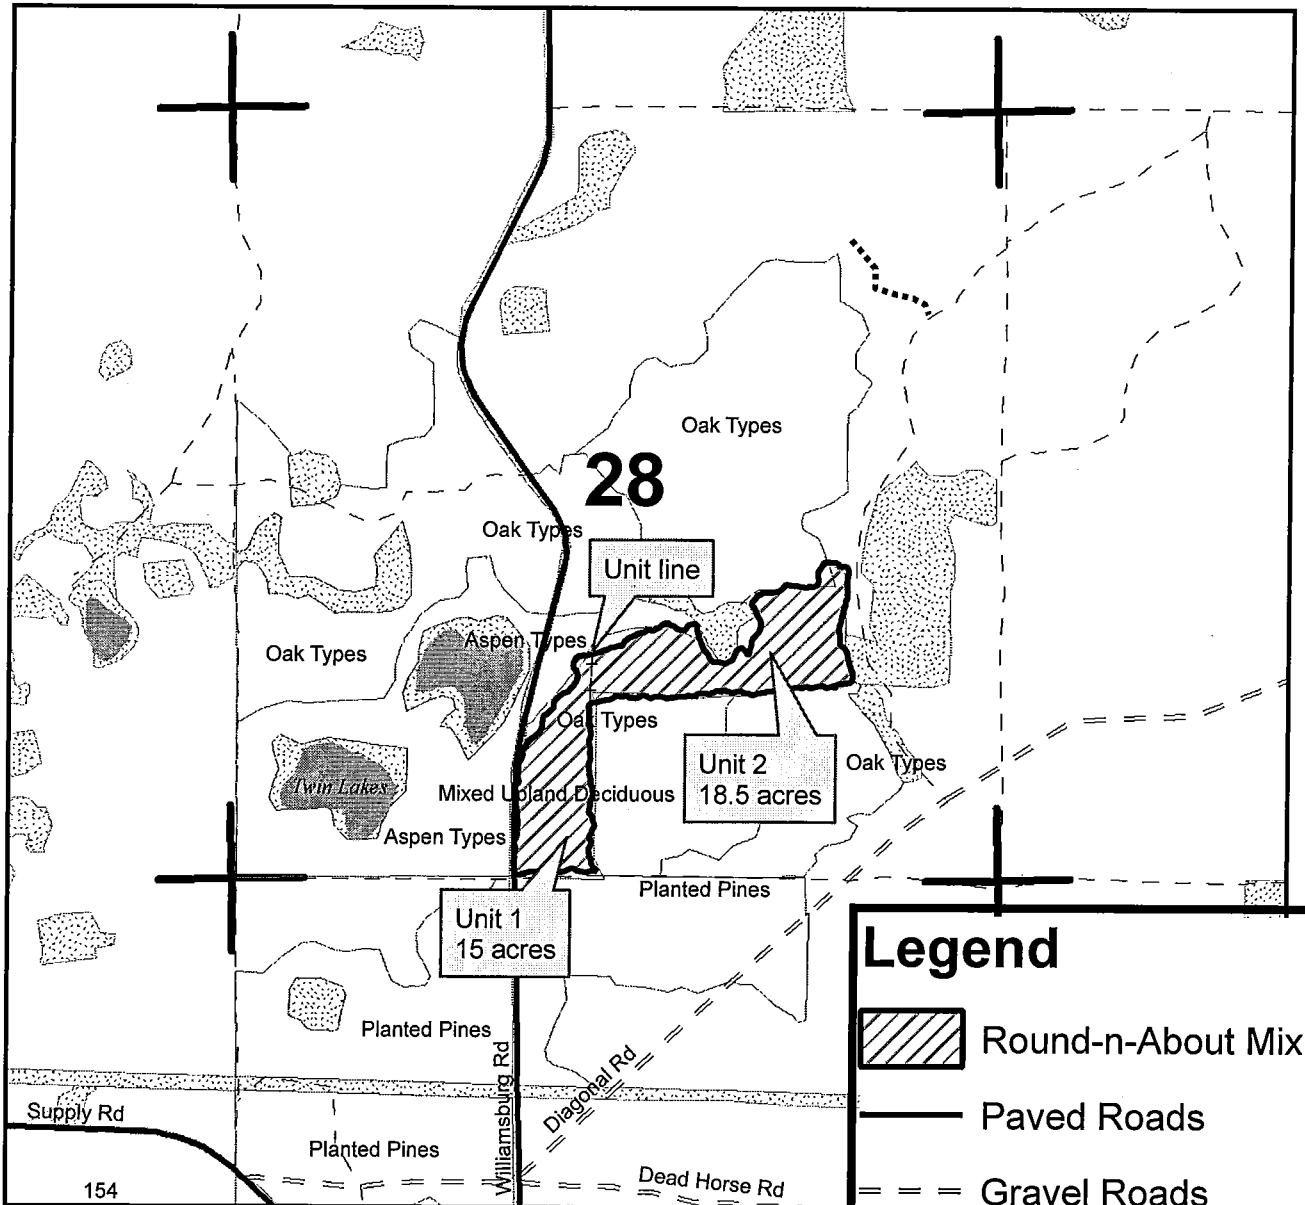 Oak Types
28
Oak Types
Unit line
Aspen Types
Oak Types
Oak Types
Unit 2
18.5 acres
Oak Types
Twin Lakes
Mixed Upland Deciduous
Aspen Types
Planted Pines
Unit 1
15 acres
Legend
Planted Pines
Round-n-About Mix
Williamsburg Rd
Diagonal Rd
Supply Rd
Paved Roads
Planted Pines
Dead Horse Rd
154
Gravel Roads